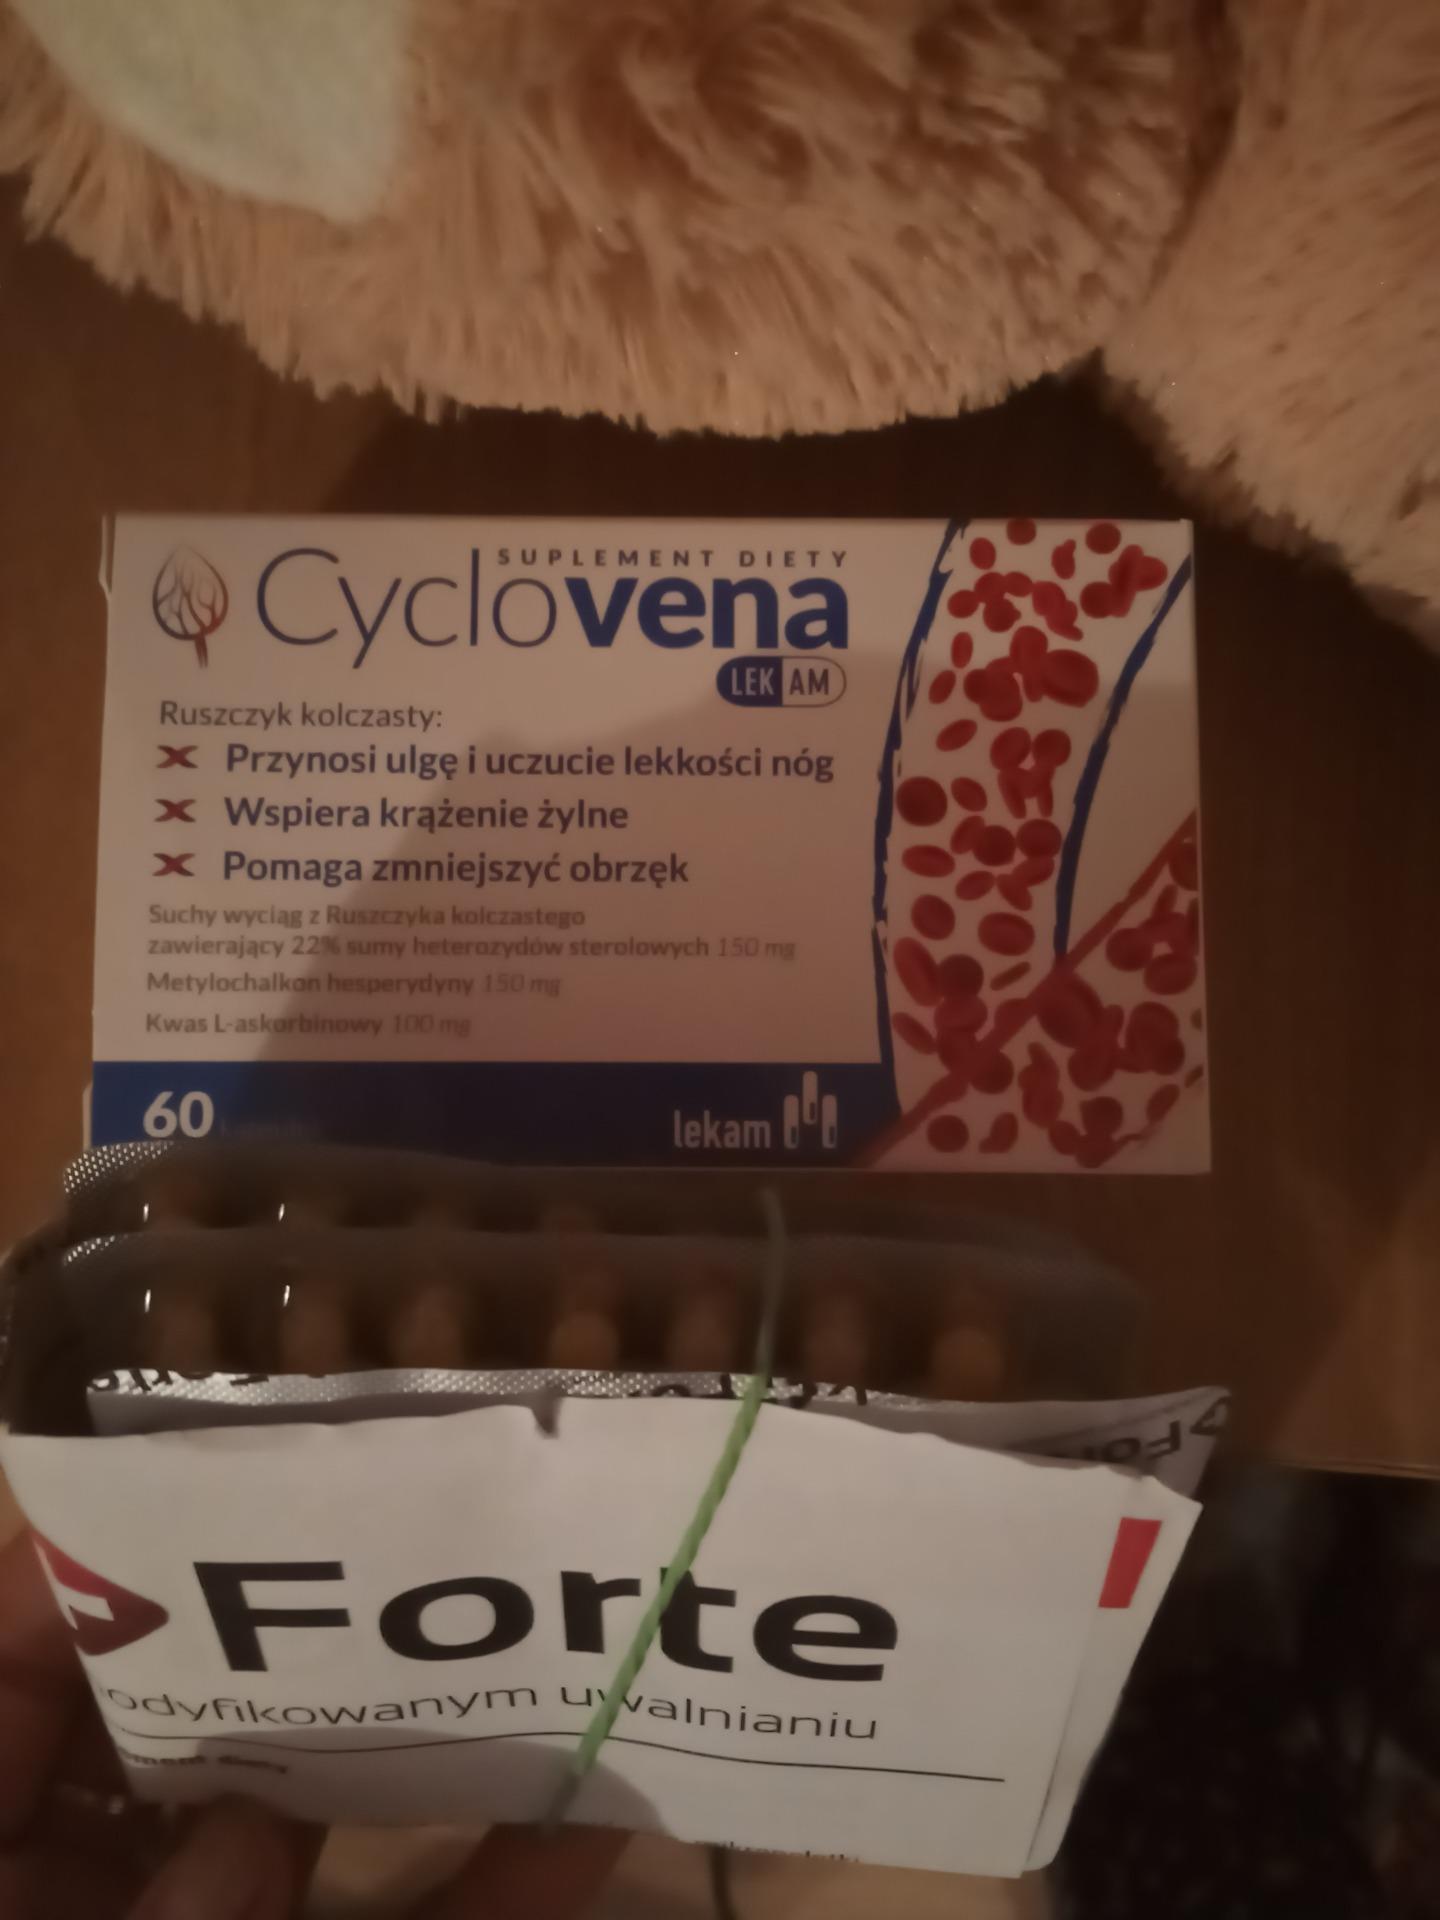 SUPLEMENT DIETY
Cyclovena
LEK AM
Ruszczyk kolczasty:
Przynosi ulgę i uczucie lekkości nóg
Wspiera krążenie żylne
Pomaga zmniejszyć obrzęk
Suchy wyciąg z Ruszczyka kolczastego
zawierający 22% sumy heterozydów sterolowych 150 mg
Metylochalkon hesperydyny 150 mg
Kwas L-askorbinowy 100 mg
60
lekam
Forte
odyfikowanym uwalnianiu